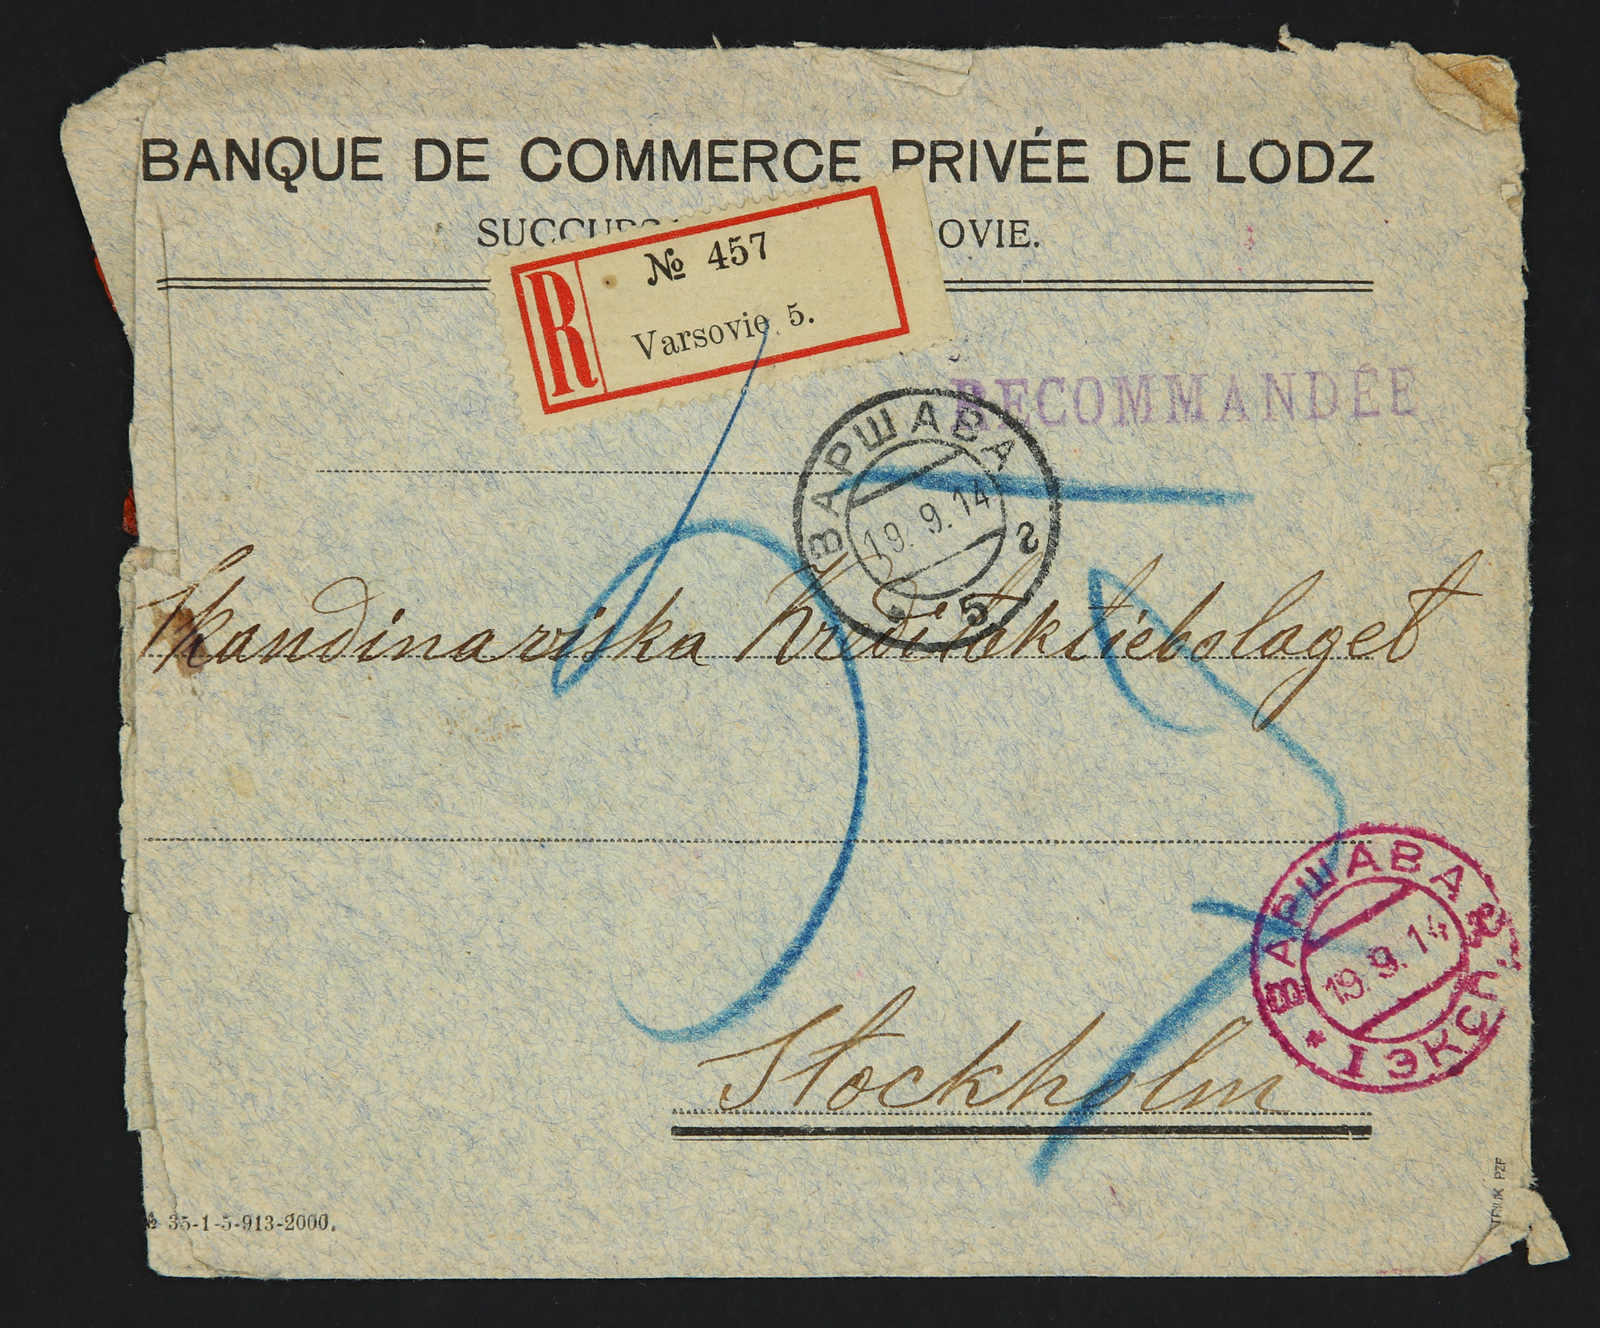 BANQUE DE COMMERCE PRIVÉE DE LODZ
№ 457
Varsovie 5.
R
RECOMMANDÉE
ВАРШАВА
19.9.14
5
Skandinaviska Kreditaktiebolaget
Stockholm
ВАРШАВА
19.9.14
I ЭКСП.
35-1-5-913-2000.